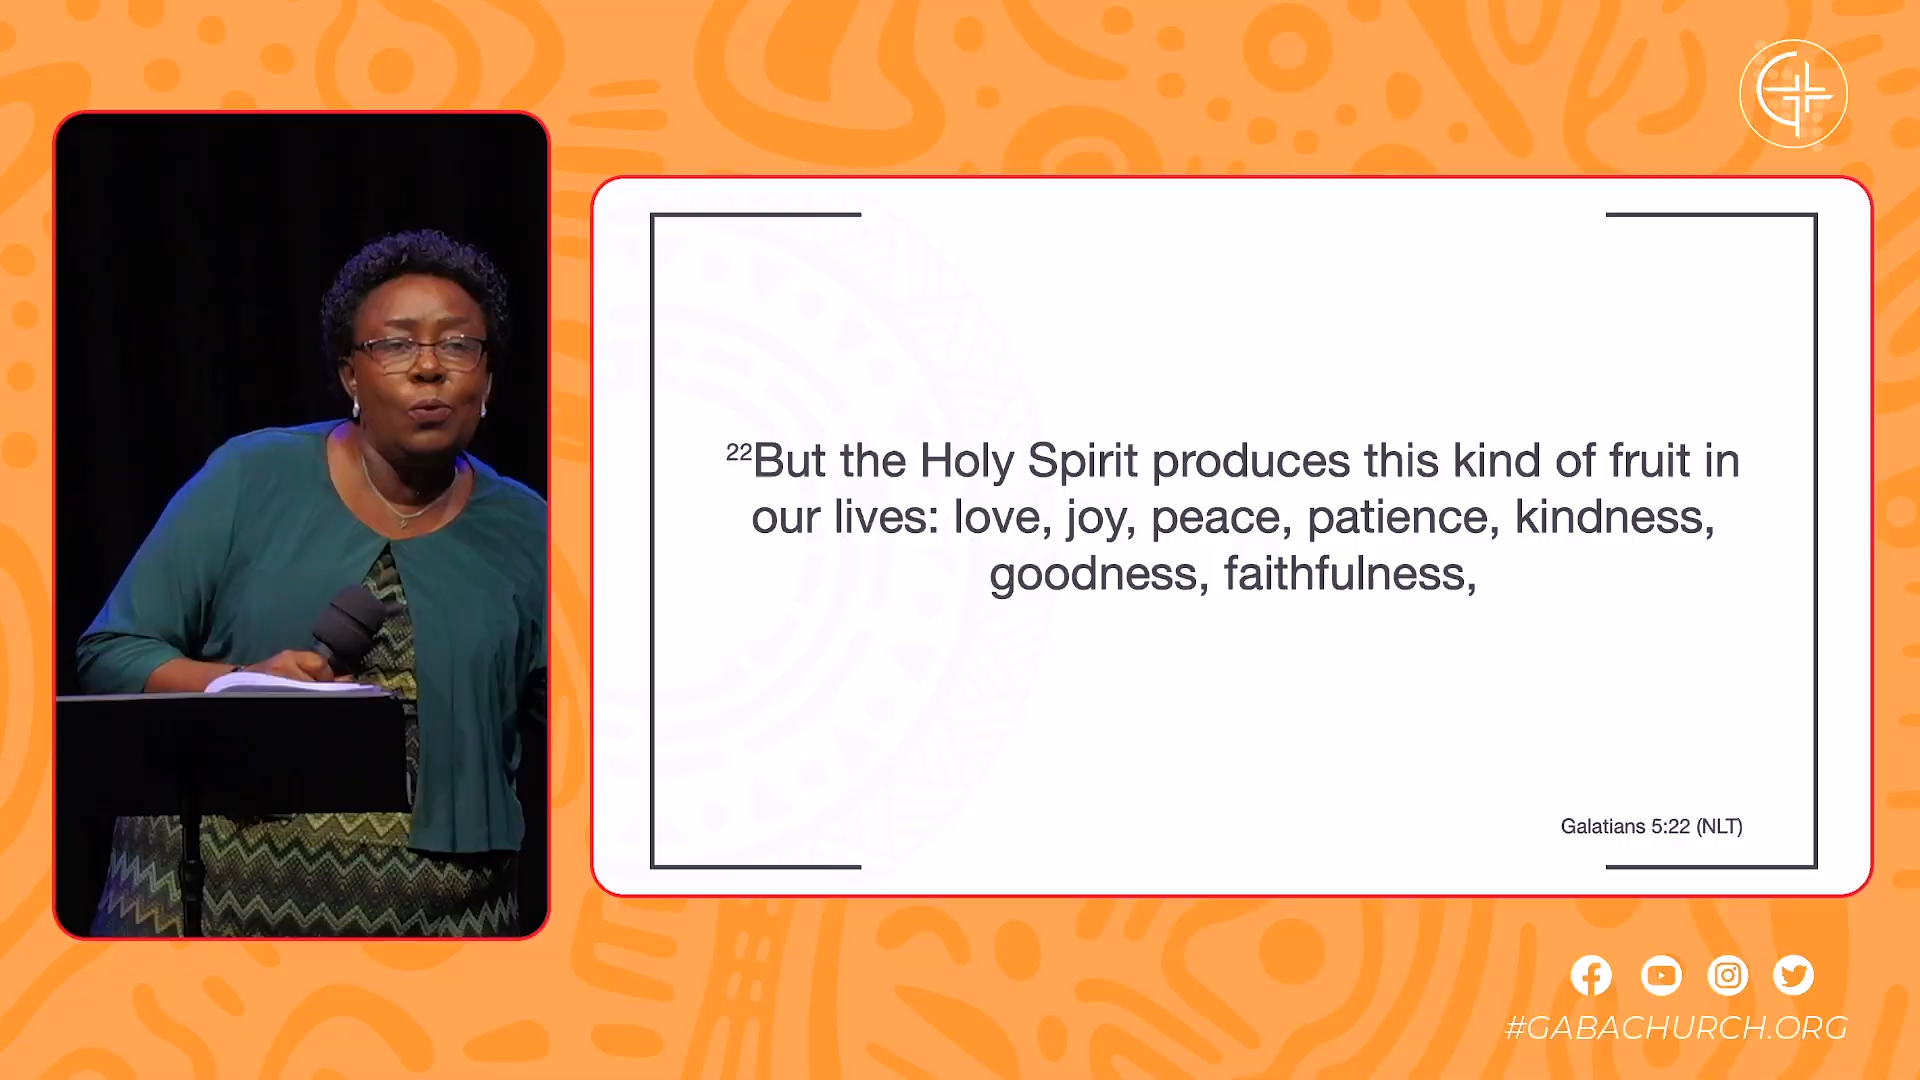 22But the Holy Spirit produces this kind of fruit in
our lives: love, joy, peace, patience, kindness,
goodness, faithfulness,
Galatians 5:22 (NLT)
#GABACHURCH.ORG